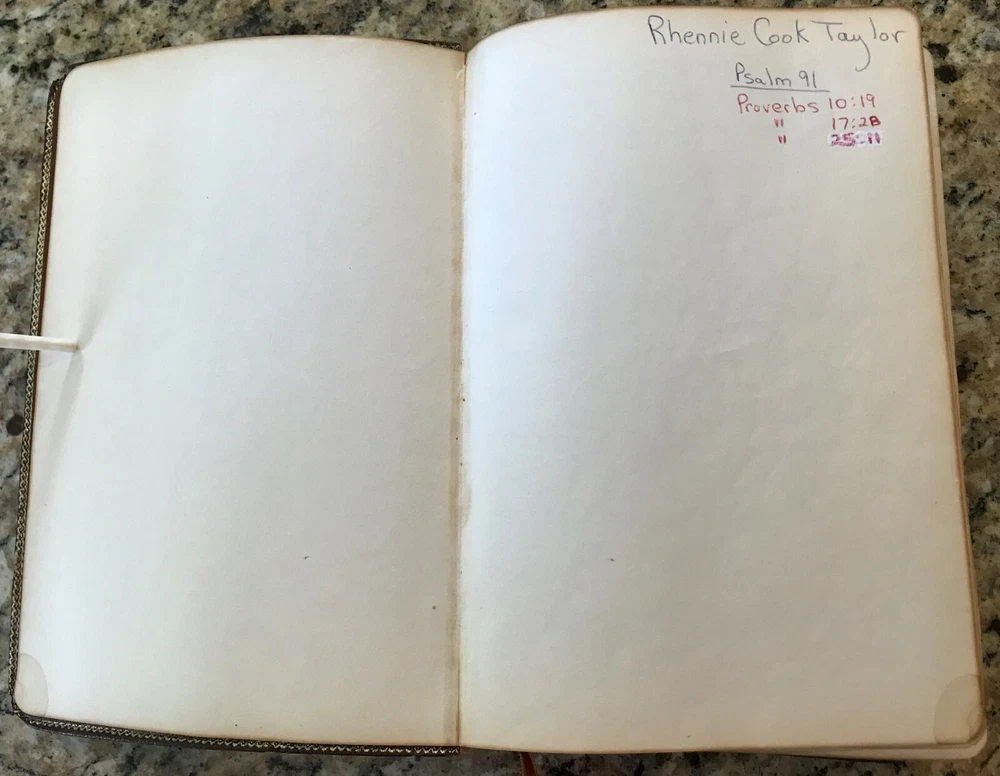 Rhennie Cook Taylor
Psalm 91
Proverbs 10:19
" 17:28
" 25:11